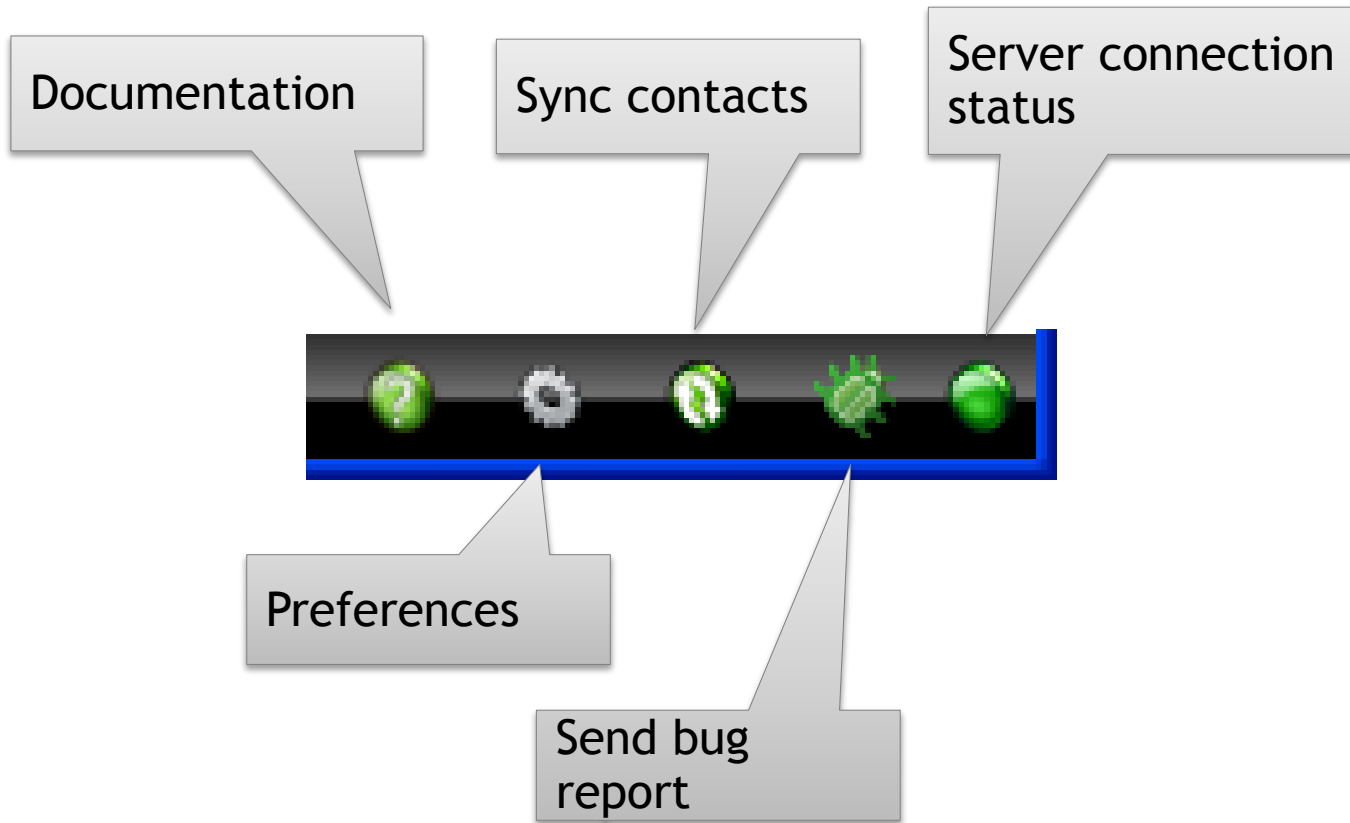 Documentation
Sync contacts
Server connection
status
?
Preferences
Send bug
report